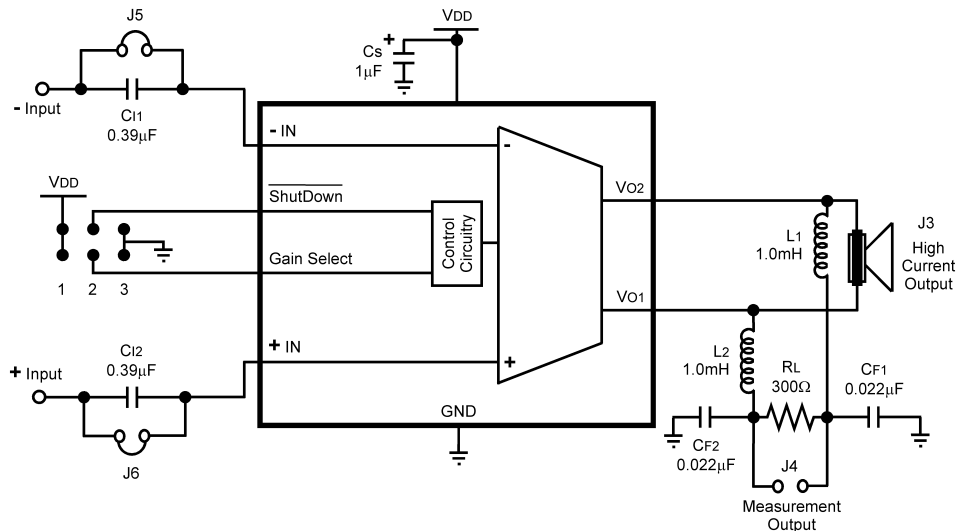 J5
VDD
Cs
+
1µF
- Input
CI1
0.39µF
- IN
-
VDD
ShutDown
VO2
J3
High
Current
Output
L1
1.0mH
Control
Circuitry
Gain Select
1 2 3
VO1
+ IN
+
CI2
0.39µF
+ Input
L2
1.0mH
RL
300Ω
CF1
0.022µF
GND
CF2
0.022µF
J4
J6
Measurement
Output